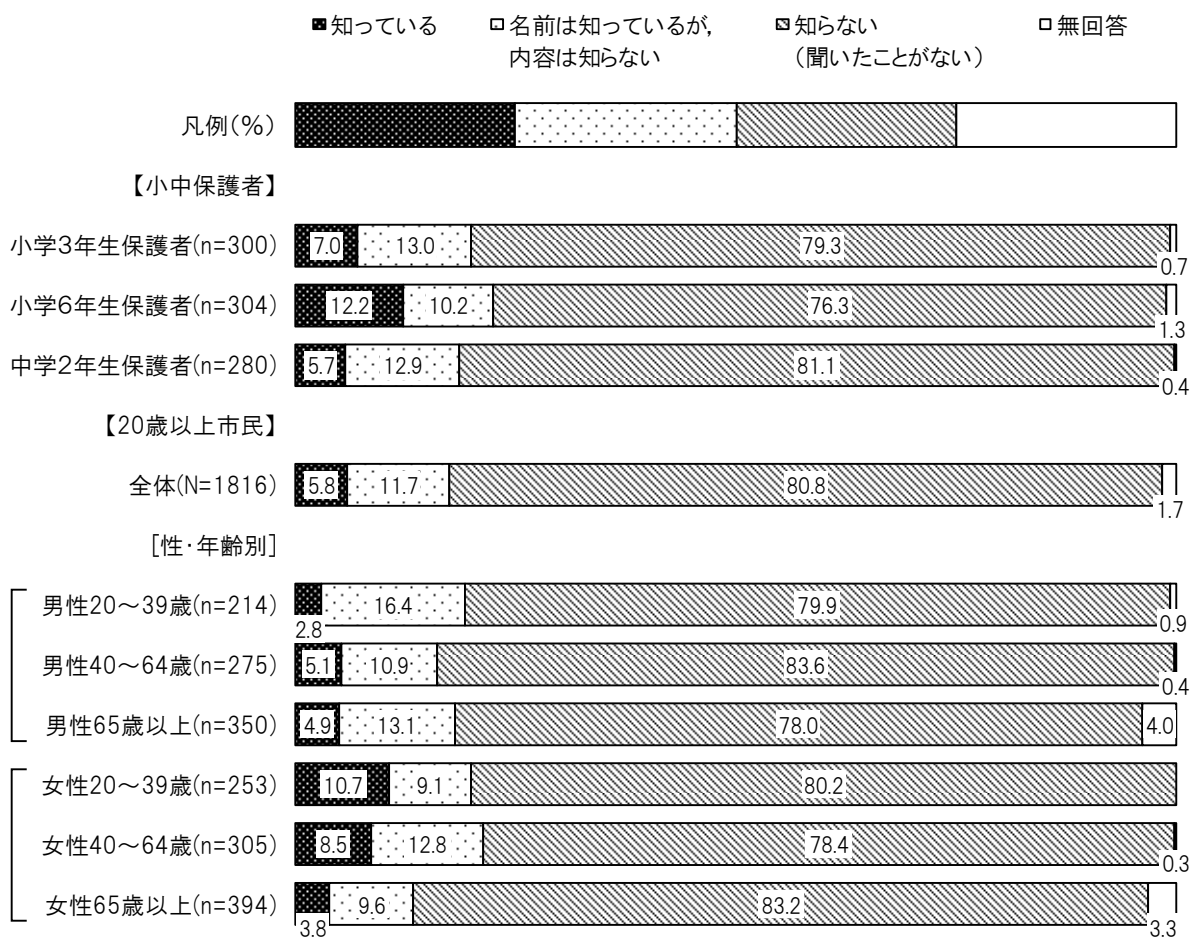 知っている
名前は知っているが,
内容は知らない
知らない
(聞いたことがない)
無回答
凡例(%)
【小中保護者】
小学3年生保護者(n=300) 7.0 13.0 79.3 0.7
小学6年生保護者(n=304) 12.2 10.2 76.3 1.3
中学2年生保護者(n=280) 5.7 12.9 81.1 0.4
【20歳以上市民】
全体(N=1816) 5.8 11.7 80.8 1.7
[性・年齢別]
男性20～39歳(n=214) 2.8 16.4 79.9 0.9
男性40～64歳(n=275) 5.1 10.9 83.6 0.4
男性65歳以上(n=350) 4.9 13.1 78.0 4.0
女性20～39歳(n=253) 10.7 9.1 80.2
女性40～64歳(n=305) 8.5 12.8 78.4 0.3
女性65歳以上(n=394) 3.8 9.6 83.2 3.3